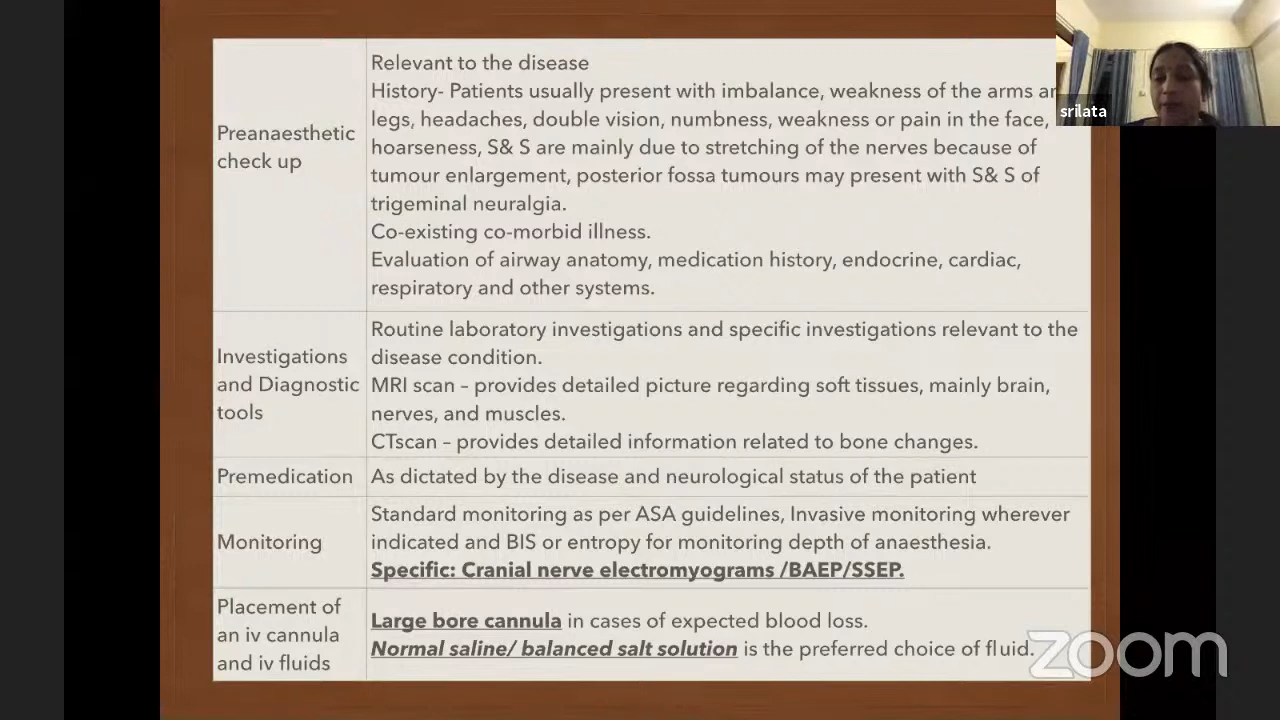 Preanaesthetic
check up
Relevant to the disease
History- Patients usually present with imbalance, weakness of the arms
legs, headaches, double vision, numbness, weakness or pain in the face,
hoarseness, S& S are mainly due to stretching of the nerves because of
tumour enlargement, posterior fossa tumours may present with S& S of
trigeminal neuralgia.
Co-existing co-morbid illness.
Evaluation of airway anatomy, medication history, endocrine, cardiac,
respiratory and other systems.
Investigations
and Diagnostic
tools
Routine laboratory investigations and specific investigations relevant to the
disease condition.
MRI scan – provides detailed picture regarding soft tissues, mainly brain,
nerves, and muscles.
CTscan – provides detailed information related to bone changes.
Premedication
As dictated by the disease and neurological status of the patient
Monitoring
Standard monitoring as per ASA guidelines, Invasive monitoring wherever
indicated and BIS or entropy for monitoring depth of anaesthesia.
Specific: Cranial nerve electromyograms /BAEP/SSEP.
Placement of
an iv cannula
and iv fluids
Large bore cannula in cases of expected blood loss.
Normal saline/ balanced salt solution is the preferred choice of fluid.
srilata
zoom